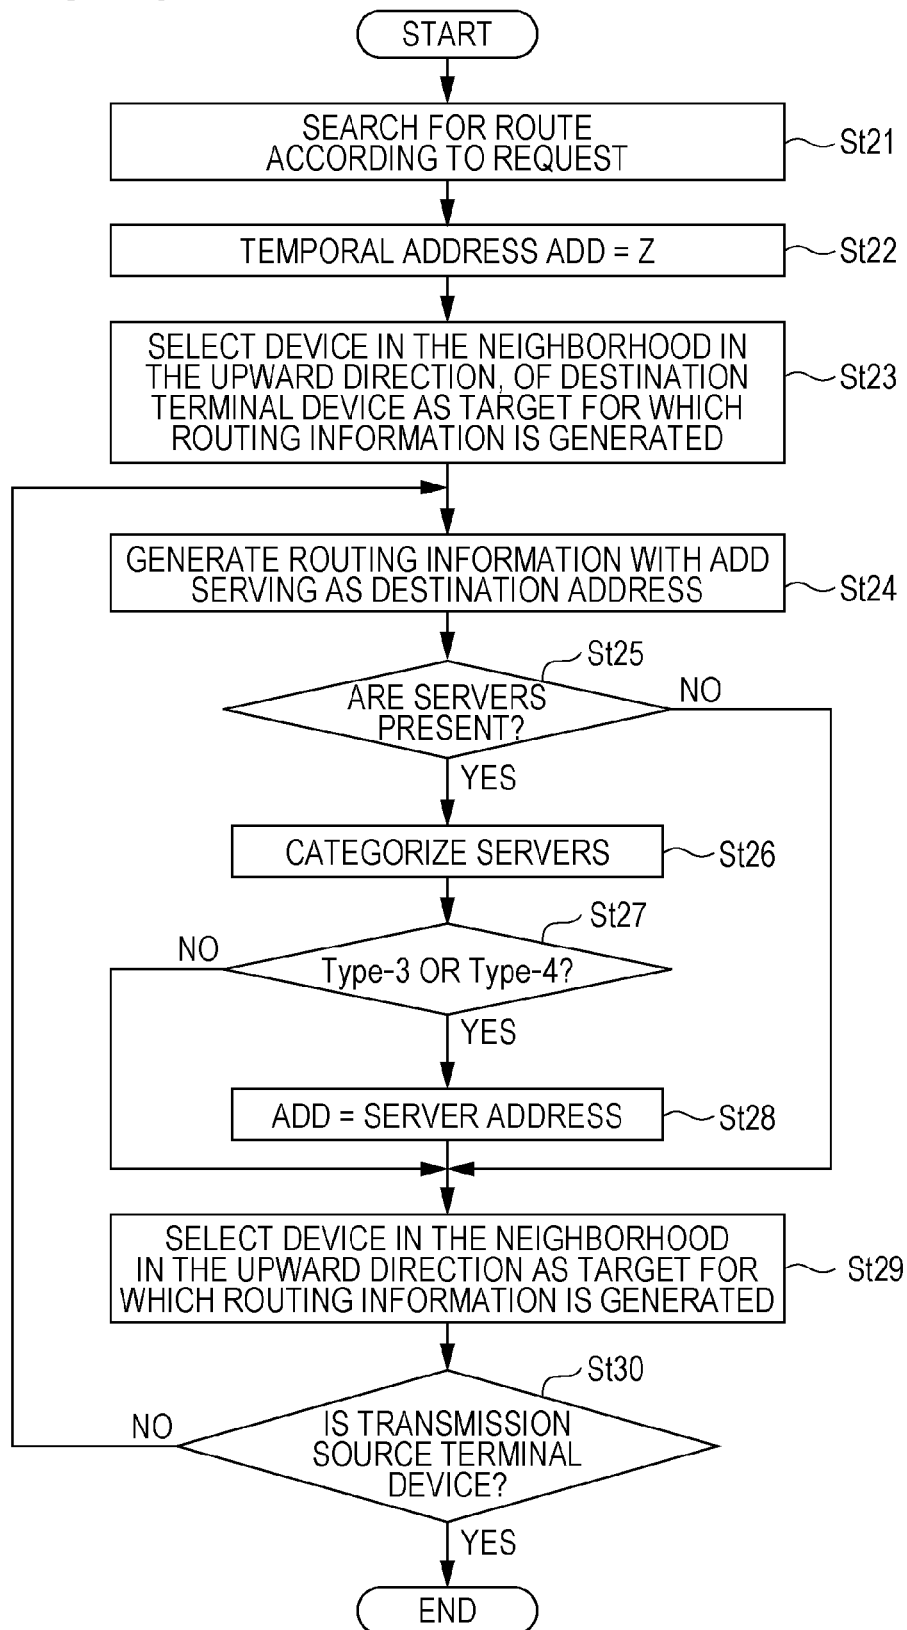 START
SEARCH FOR ROUTE
ACCORDING TO REQUEST
St21
TEMPORAL ADDRESS ADD = Z
St22
SELECT DEVICE IN THE NEIGHBORHOOD IN
THE UPWARD DIRECTION, OF DESTINATION
TERMINAL DEVICE AS TARGET FOR WHICH
ROUTING INFORMATION IS GENERATED
St23
GENERATE ROUTING INFORMATION WITH ADD
SERVING AS DESTINATION ADDRESS
St24
St25
ARE SERVERS
PRESENT?
NO
YES
CATEGORIZE SERVERS
St26
St27
NO
Type-3 OR Type-4?
YES
ADD = SERVER ADDRESS
St28
SELECT DEVICE IN THE NEIGHBORHOOD
IN THE UPWARD DIRECTION AS TARGET FOR
WHICH ROUTING INFORMATION IS GENERATED
St29
St30
NO
IS TRANSMISSION
SOURCE TERMINAL
DEVICE?
YES
END